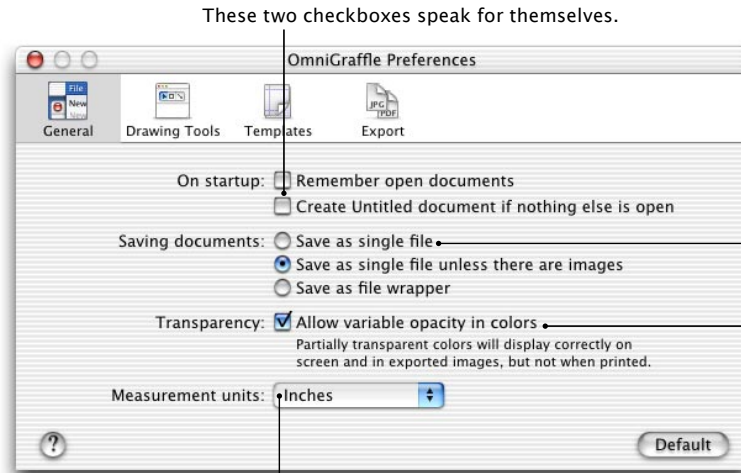 These two checkboxes speak for themselves.
OmniGraffle Preferences
File
New
New
JPG
PDF
General
Drawing Tools
Templates
Export
On startup:
Remember open documents
Create Untitled document if nothing else is open
Saving documents:
Save as single file
Save as single file unless there are images
Save as file wrapper
Transparency:
Allow variable opacity in colors
Partially transparent colors will display correctly on
screen and in exported images, but not when printed.
Measurement units:
Inches
?
Default